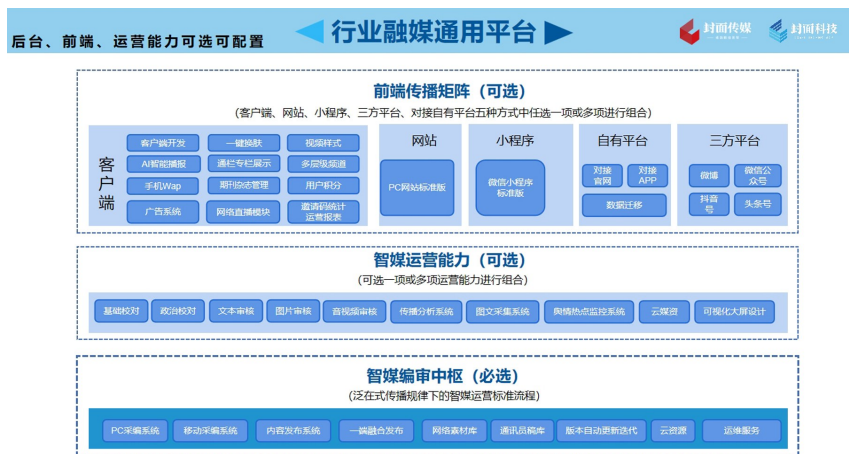 后台、前端、运营能力可选可配置
行业融媒通用平台
封面传媒
封面科技
前端传播矩阵（可选）
(客户端、网站、小程序、三方平台、对接自有平台五种方式中任选一项或多项进行组合)
客户端
客户端开发 一键换肤 视频样式
AI智能播报 通栏专栏展示 多层级频道
手机Wap 期刊杂志管理 用户积分
广告系统 网络直播模块 邀请码统计
运营报表
网站
PC网站标准版
小程序
微信小程序
标准版
自有平台
对接
官网
对接
APP
数据迁移
三方平台
微博
微信公
众号
抖音
号
头条号
智媒运营能力（可选）
(可选一项或多项运营能力进行组合)
基础校对 政治校对 文本审核 图片审核 音视频审核 传播分析系统 图文采集系统 舆情热点监控系统 云媒资 可视化大屏设计
智媒编审中枢（必选）
(泛在式传播规律下的智媒运营标准流程)
PC采编系统 移动采编系统 内容发布系统 一端融合发布 网络素材库 通讯员稿库 版本自动更新迭代 云资源 运维服务